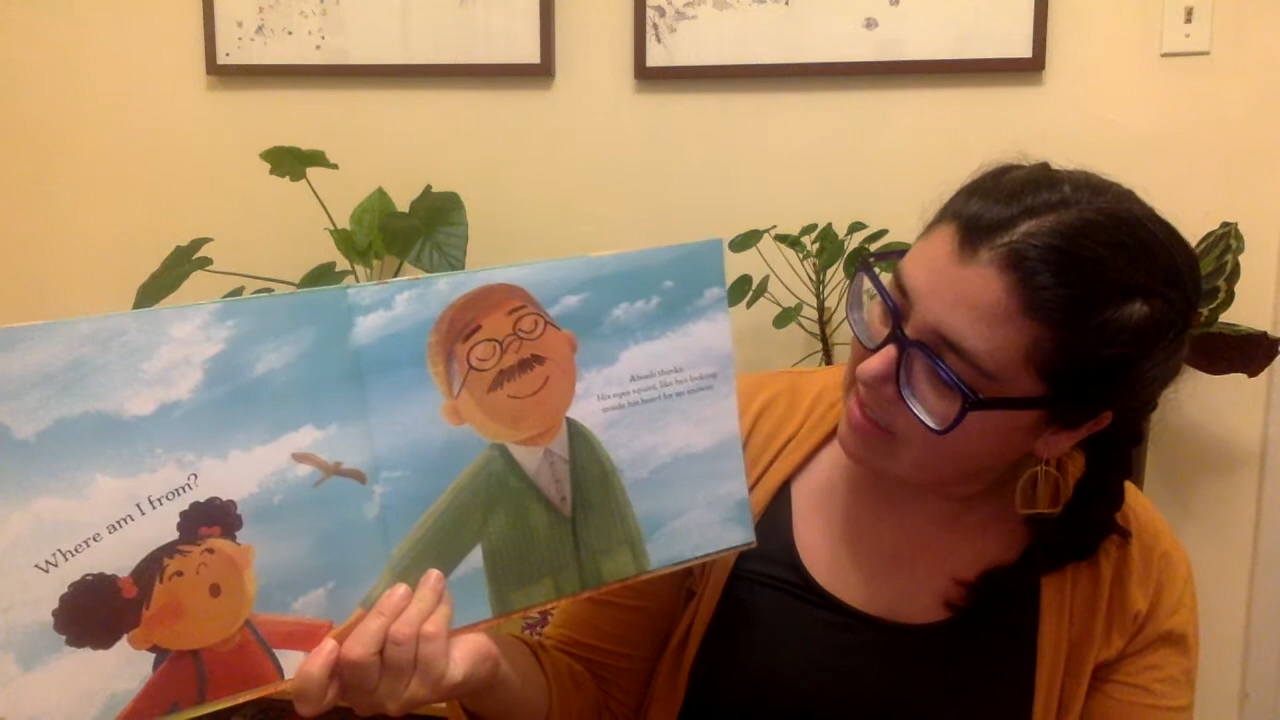 Where am I from?
Abuelo thinks.
His eyes squint, like he's looking
inside his heart for an answer.